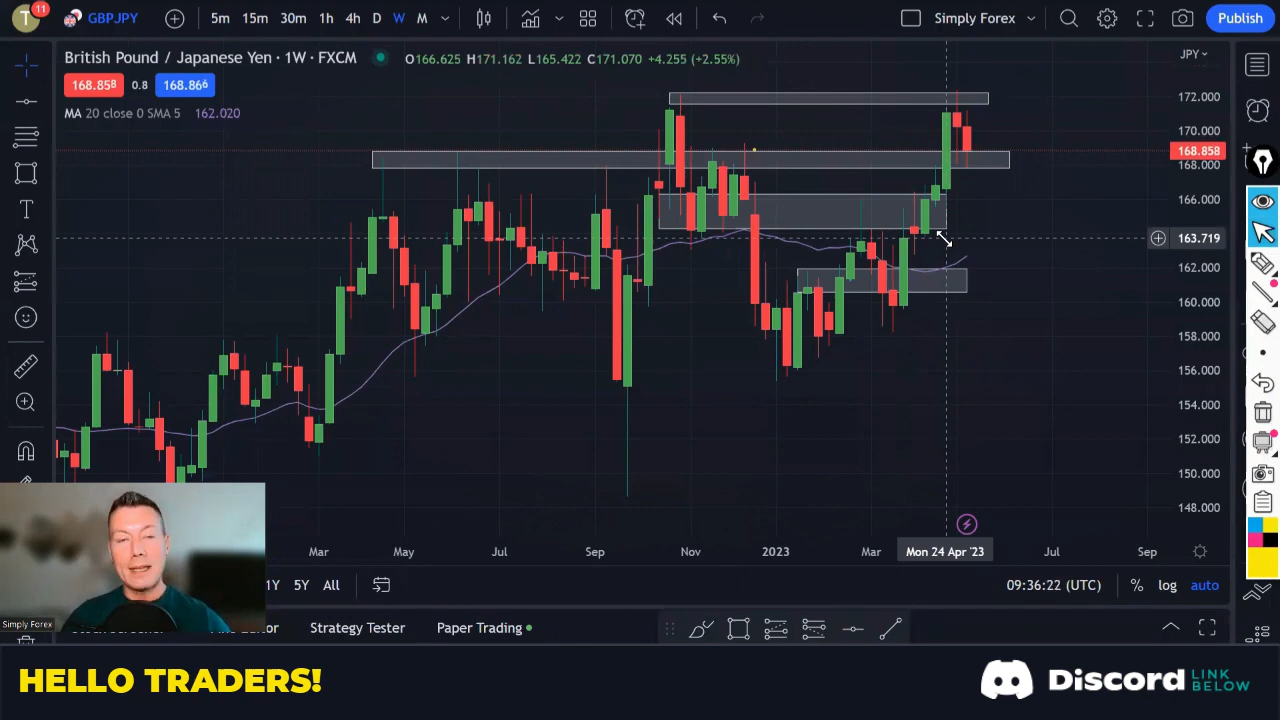 T 11 GBPJPY 5m 15m 30m 1h 4h D W M Simply Forex Publish
British Pound / Japanese Yen · 1W · FXCM O166.625 H171.162 L165.422 C171.070 +4.255 (+2.55%) JPY
168.858 0.8 168.866
MA 20 close 0 SMA 5 162.020
172.000
170.000
168.858
168.000
166.000
163.719
162.000
160.000
158.000
156.000
154.000
152.000
150.000
148.000
Mar May Jul Sep Nov 2023 Mar Mon 24 Apr '23 Jul Sep
1Y 5Y All 09:36:22 (UTC) % log auto
Simply Forex
Strategy Tester Paper Trading
HELLO TRADERS!
Discord LINK BELOW